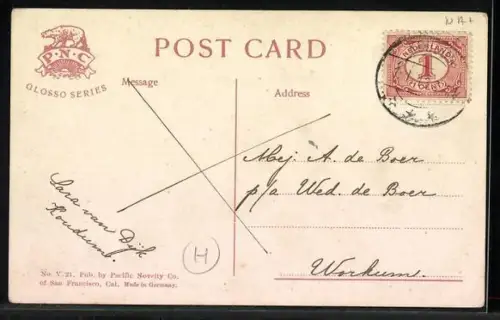 N A +
P·N·C
GLOSSO SERIES
POST CARD
Message
Address
NEDERLAND
1
CENT
Mej. A. de Boer
p/a Wed. de Boer
Workum.
Sara van Dijk
Koudum.
H
No. V. 21. Pub. by Pacific Novelty Co.
of San Francisco, Cal. Made in Germany.